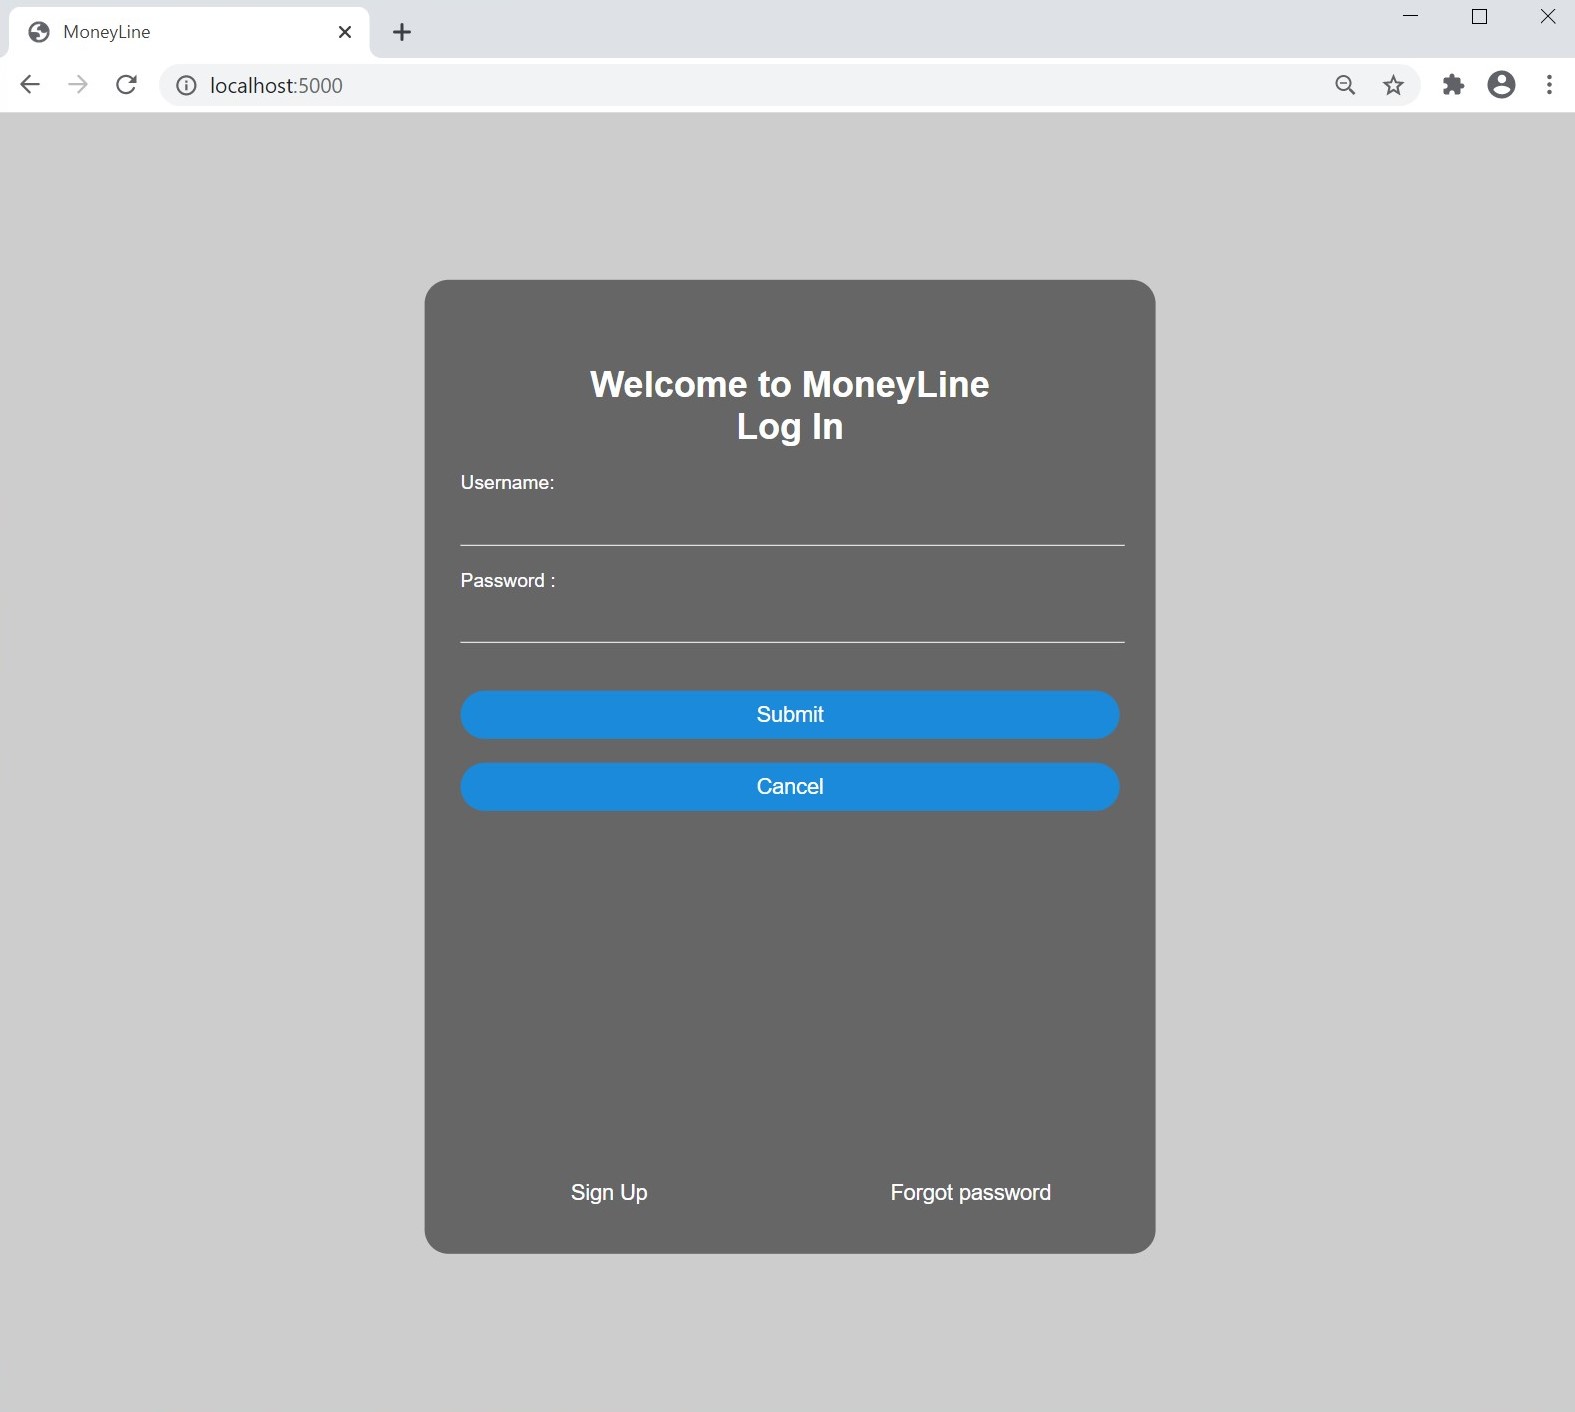 MoneyLine
localhost:5000
Welcome to MoneyLine
Log In
Username:
Password :
Submit
Cancel
Sign Up
Forgot password